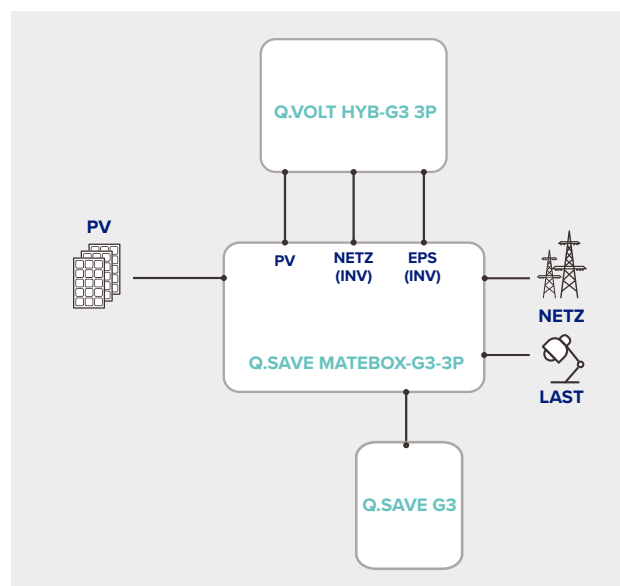 Q.VOLT HYB-G3 3P
PV
PV
NETZ
(INV)
EPS
(INV)
NETZ
Q.SAVE MATEBOX-G3-3P
LAST
Q.SAVE G3